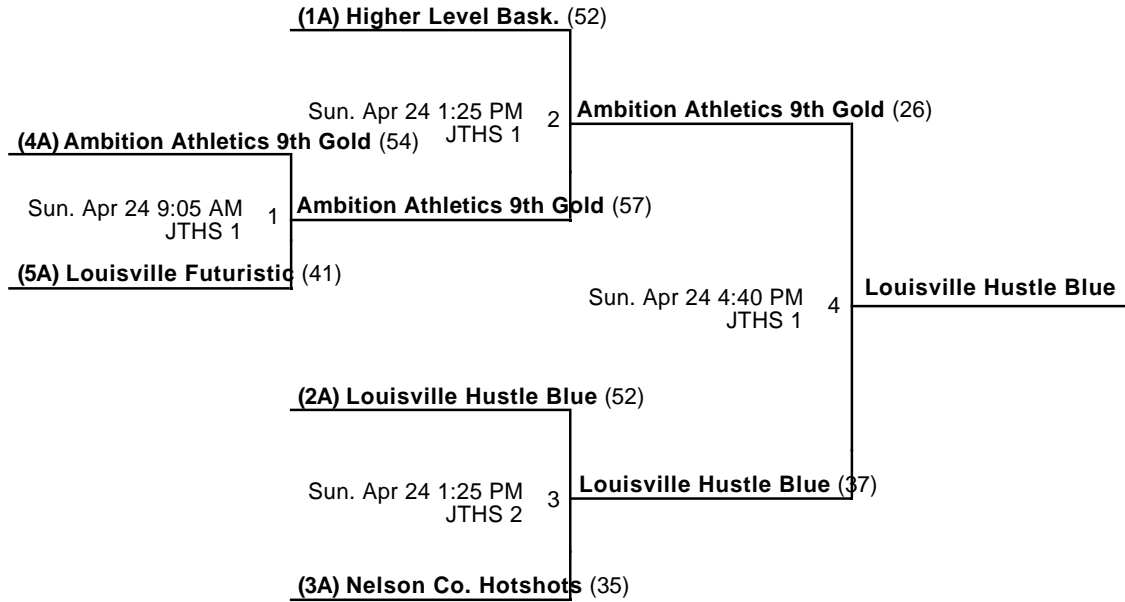 (1A) Higher Level Bask. (52)
Sun. Apr 24 1:25 PM
JTHS 1
2
Ambition Athletics 9th Gold (26)
(4A) Ambition Athletics 9th Gold (54)
Sun. Apr 24 9:05 AM
JTHS 1
1
Ambition Athletics 9th Gold (57)
(5A) Louisville Futuristic (41)
Sun. Apr 24 4:40 PM
JTHS 1
4
Louisville Hustle Blue
(2A) Louisville Hustle Blue (52)
Sun. Apr 24 1:25 PM
JTHS 2
3
Louisville Hustle Blue (37)
(3A) Nelson Co. Hotshots (35)